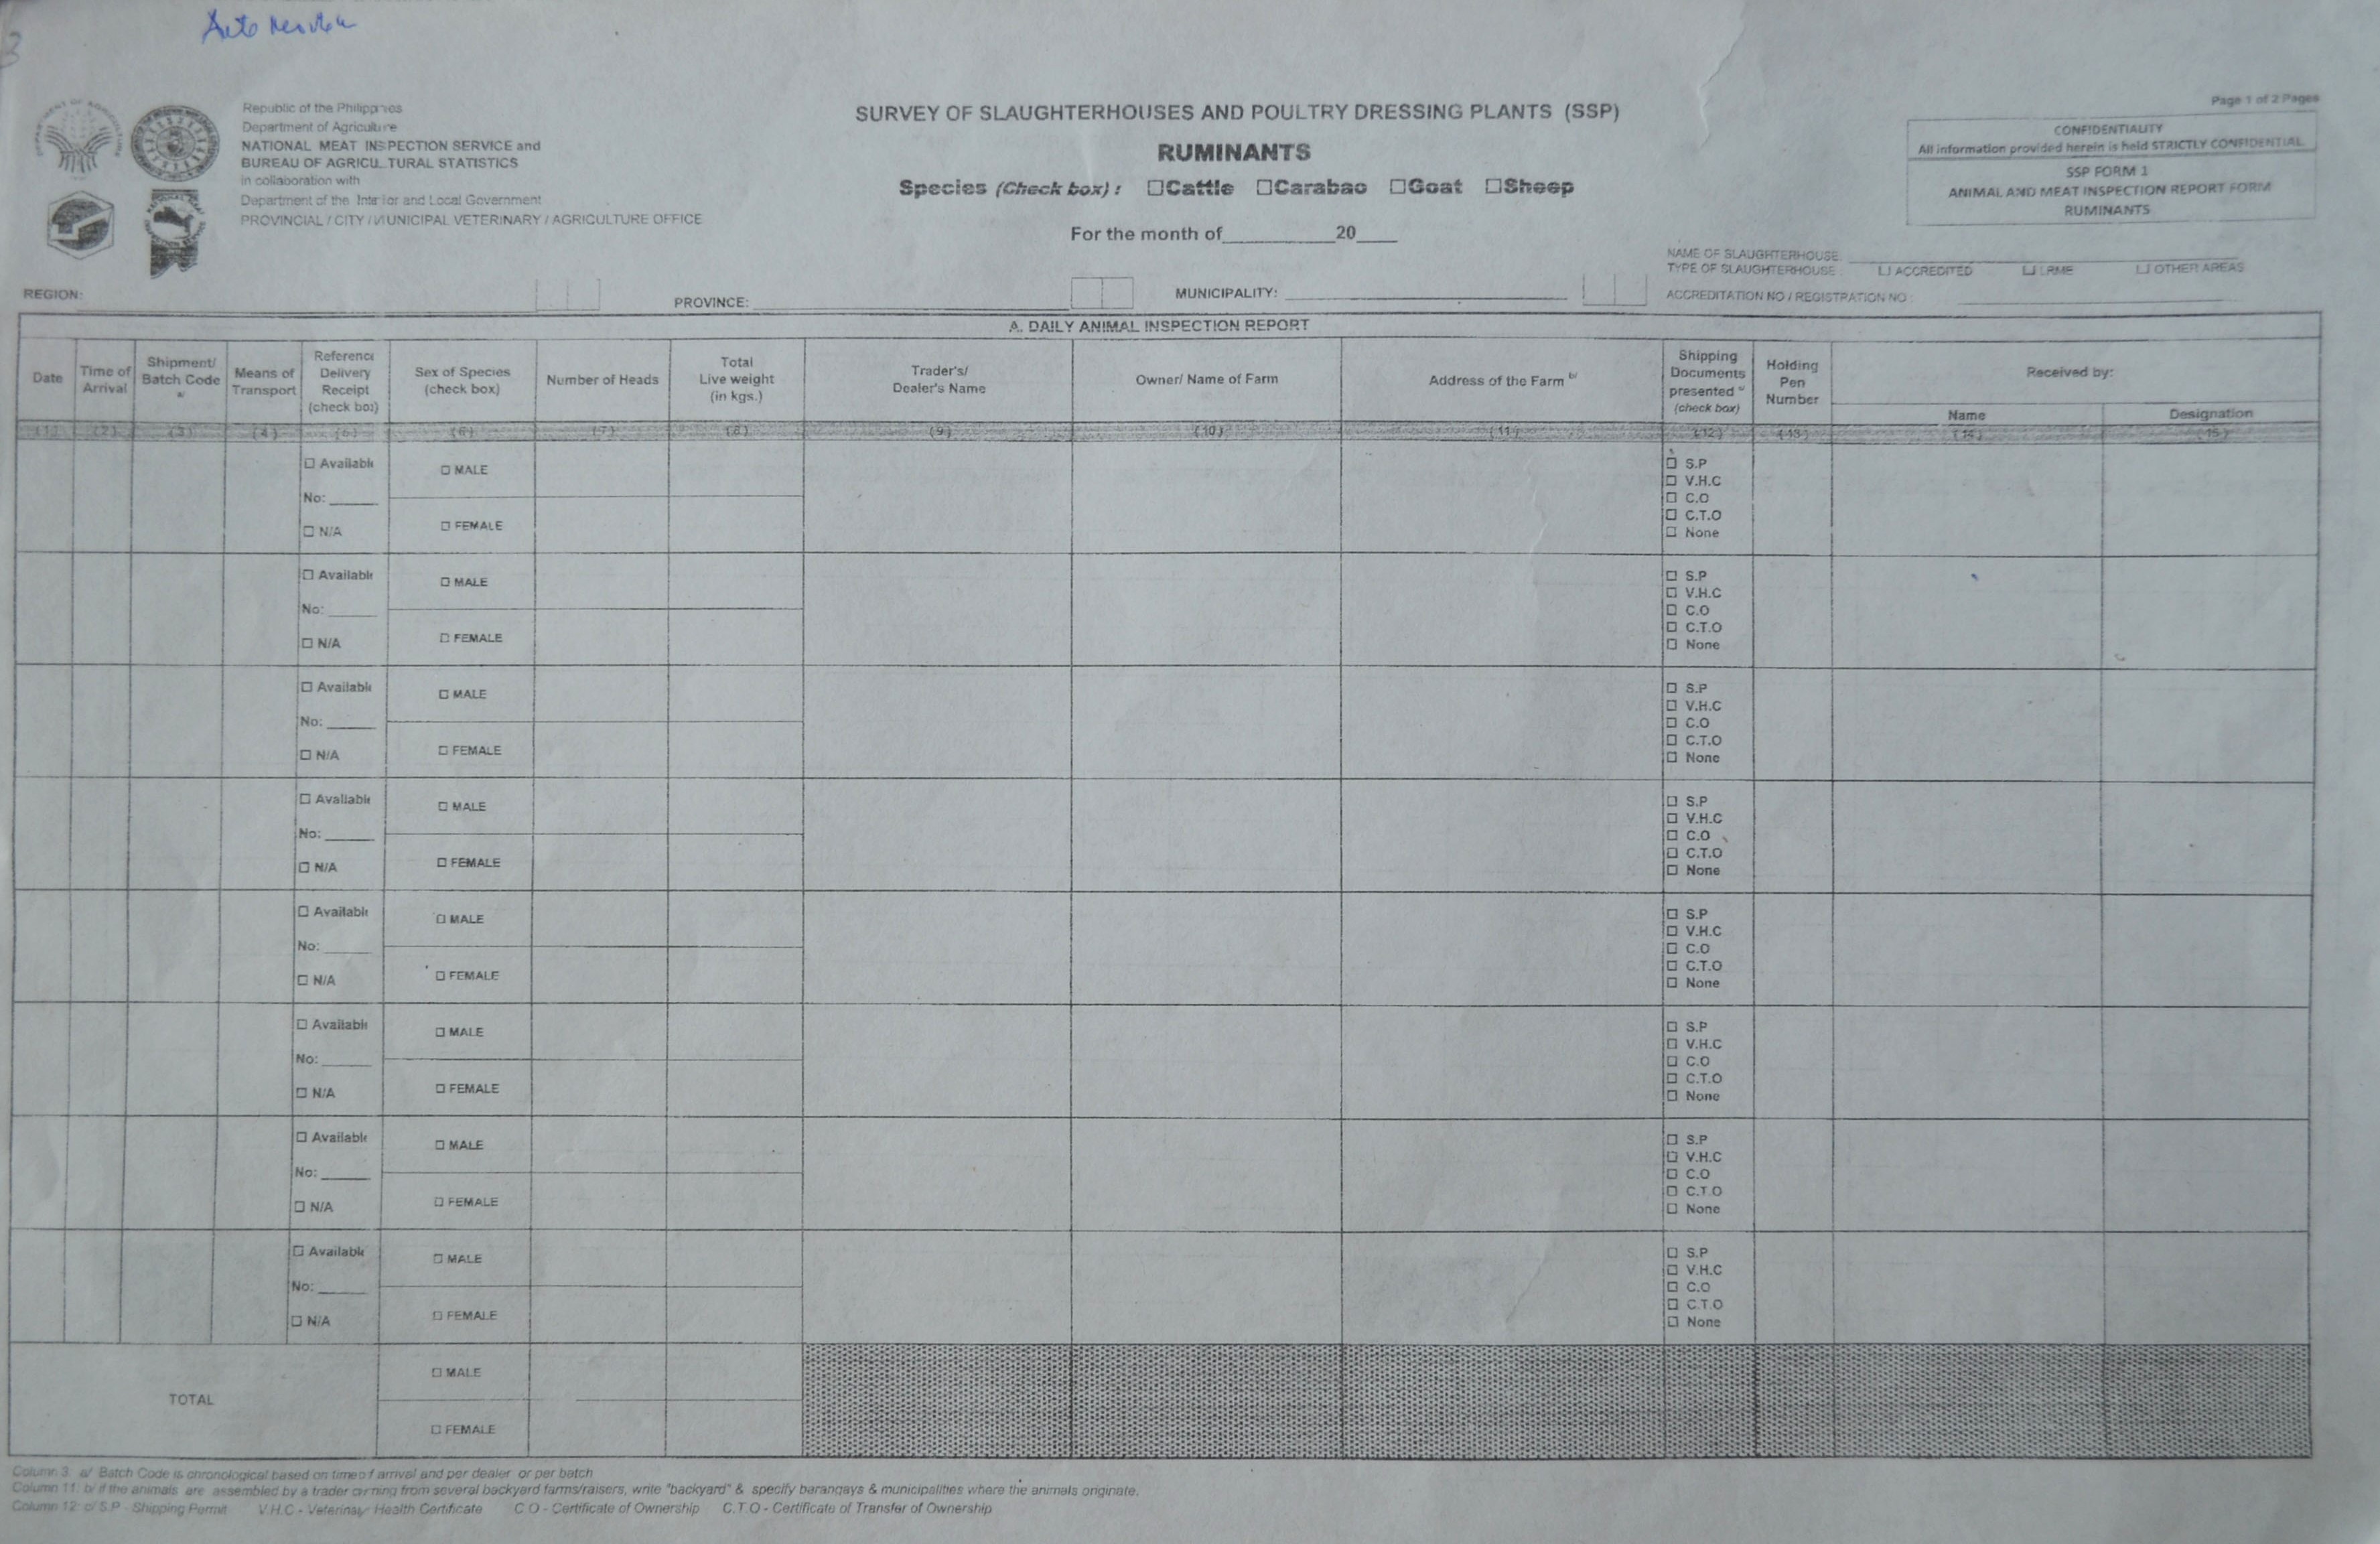 Republic of the Philippines
Department of Agriculture
NATIONAL MEAT INSPECTION SERVICE and
BUREAU OF AGRICULTURAL STATISTICS
in collaboration with
Department of the Interior and Local Government
PROVINCIAL / CITY / MUNICIPAL VETERINARY / AGRICULTURE OFFICE
SURVEY OF SLAUGHTERHOUSES AND POULTRY DRESSING PLANTS (SSP)
RUMINANTS
Species (Check box) : ☐Cattle ☐Carabao ☐Goat ☐Sheep
For the month of__________20____
Page 1 of 2 Pages
CONFIDENTIALITY
All information provided herein is held STRICTLY CONFIDENTIAL
SSP FORM 1
ANIMAL AND MEAT INSPECTION REPORT FORM
RUMINANTS
NAME OF SLAUGHTERHOUSE:
TYPE OF SLAUGHTERHOUSE: ☐ ACCREDITED ☐ LRME ☐ OTHER AREAS
ACCREDITATION NO / REGISTRATION NO :
REGION: PROVINCE: MUNICIPALITY:
A. DAILY ANIMAL INSPECTION REPORT
Date
Time of Arrival
Shipment/ Batch Code a/
Means of Transport
Reference Delivery Receipt (check box)
Sex of Species (check box)
Number of Heads
Total Live weight (in kgs.)
Trader's/ Dealer's Name
Owner/ Name of Farm
Address of the Farm b/
Shipping Documents presented c/ (check box)
Holding Pen Number
Received by:
Name Designation
(1) (2) (3) (4) (5) (6) (7) (8) (9) (10) (11) (12) (13) (14) (15)
☐ Available ☐ MALE ☐ S.P
☐ V.H.C
No: ____ ☐ C.O
☐ C.T.O
☐ N/A ☐ FEMALE ☐ None
☐ Available ☐ MALE ☐ S.P
☐ V.H.C
No: ____ ☐ C.O
☐ C.T.O
☐ N/A ☐ FEMALE ☐ None
☐ Available ☐ MALE ☐ S.P
☐ V.H.C
No: ____ ☐ C.O
☐ C.T.O
☐ N/A ☐ FEMALE ☐ None
☐ Available ☐ MALE ☐ S.P
☐ V.H.C
No: ____ ☐ C.O
☐ C.T.O
☐ N/A ☐ FEMALE ☐ None
☐ Available ☐ MALE ☐ S.P
☐ V.H.C
No: ____ ☐ C.O
☐ C.T.O
☐ N/A ☐ FEMALE ☐ None
☐ Available ☐ MALE ☐ S.P
☐ V.H.C
No: ____ ☐ C.O
☐ C.T.O
☐ N/A ☐ FEMALE ☐ None
☐ Available ☐ MALE ☐ S.P
☐ V.H.C
No: ____ ☐ C.O
☐ C.T.O
☐ N/A ☐ FEMALE ☐ None
☐ Available ☐ MALE ☐ S.P
☐ V.H.C
No: ____ ☐ C.O
☐ C.T.O
☐ N/A ☐ FEMALE ☐ None
☐ MALE
TOTAL
☐ FEMALE
Column 3. a/ Batch Code is chronological based on time of arrival and per dealer or per batch
Column 11. b/ if the animals are assembled by a trader coming from several backyard farms/raisers, write "backyard" & specify barangays & municipalities where the animals originate.
Column 12: c/ S.P - Shipping Permit V.H.C - Veterinary Health Certificate C O - Certificate of Ownership C.T.O - Certificate of Transfer of Ownership